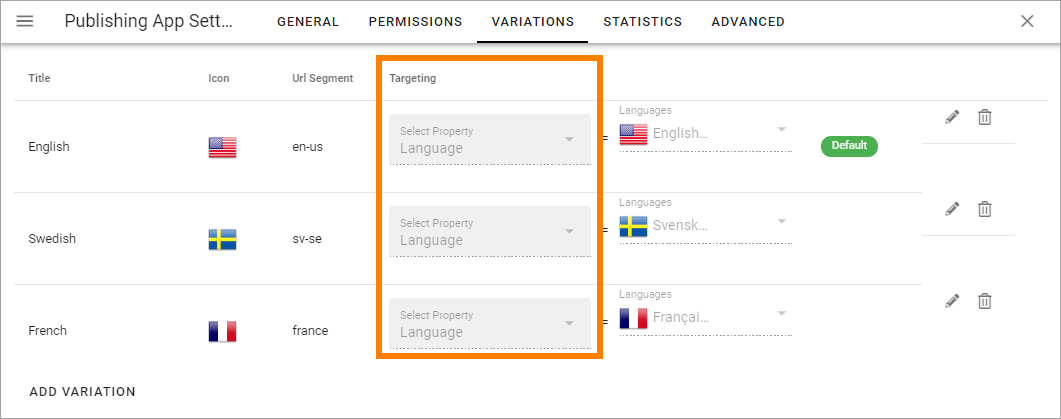 Publishing App Sett... GENERAL PERMISSIONS VARIATIONS STATISTICS ADVANCED
Title Icon Url Segment Targeting
Languages
Select Property
English en-us Language = English... Default
Languages
Select Property
Swedish sv-se Language = Svensk...
Languages
Select Property
French france Language = Françai...
ADD VARIATION